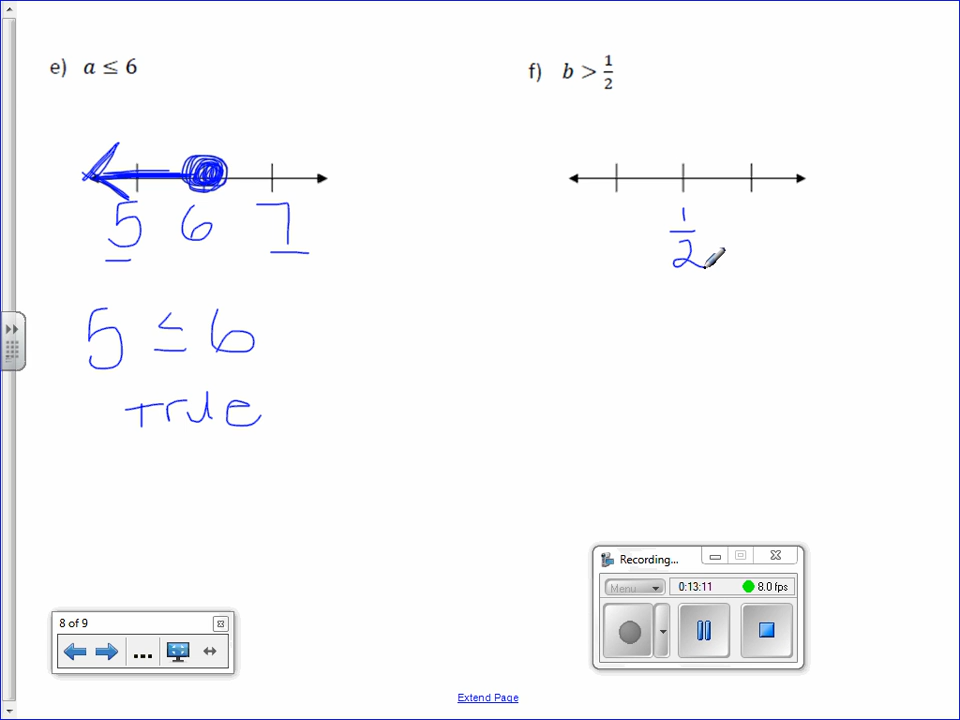 e) a ≤ 6
f) b > 1/2
5 6 7
1/2
5 ≤ 6
True
Recording...
Menu 0:13:11 8.0 fps
8 of 9
...
Extend Page